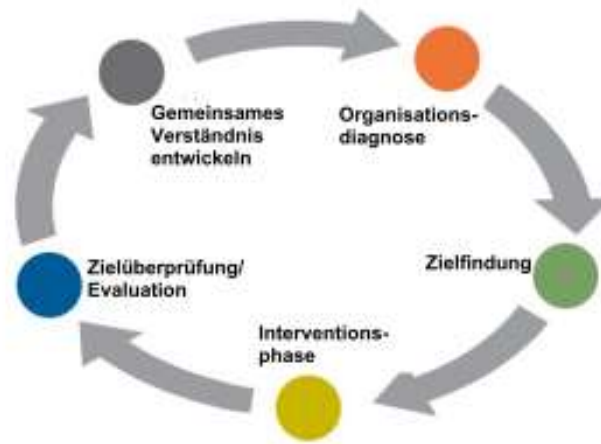 Gemeinsames
Verständnis
entwickeln
Organisations-
diagnose
Zielfindung
Interventions-
phase
Zielüberprüfung/
Evaluation